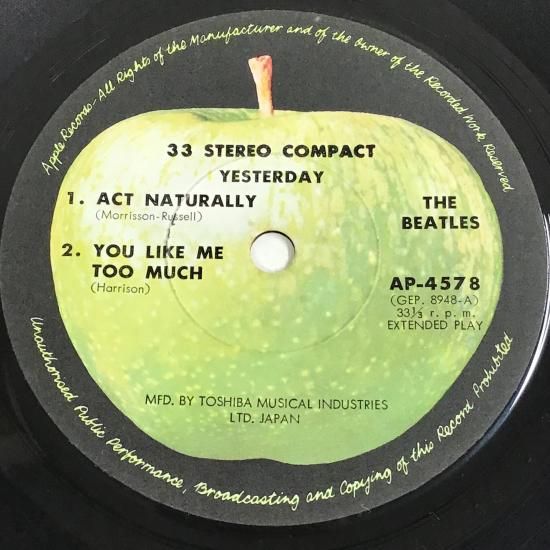 Apple Records-All Rights of the Manufacturer and of the Owner of the Recorded Work Reserved
33 STEREO COMPACT
YESTERDAY
1. ACT NATURALLY
(Morrisson-Russell)
2. YOU LIKE ME
TOO MUCH
(Harrison)
THE
BEATLES
AP-4578
(GEP. 8948-A)
33⅓ r. p. m.
EXTENDED PLAY
MFD. BY TOSHIBA MUSICAL INDUSTRIES
LTD. JAPAN
Unauthorised Public Performance, Broadcasting and Copying of this Record Prohibited